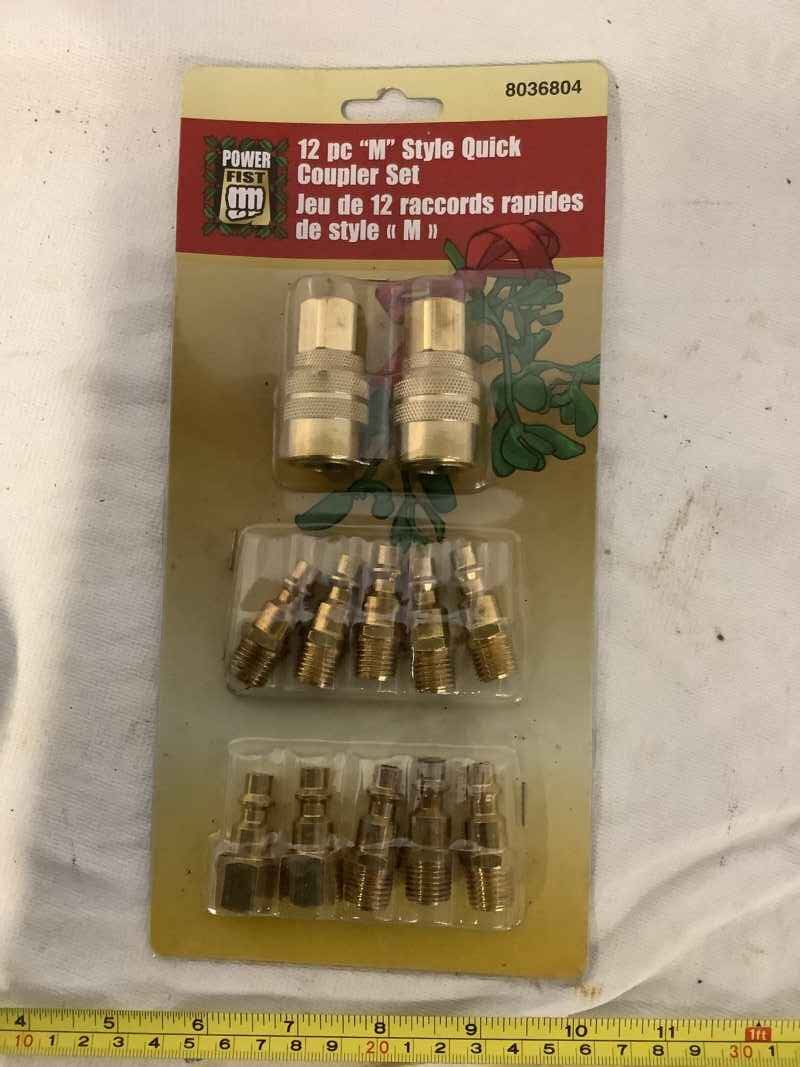 8036804
POWER
FIST
12 pc "M" Style Quick
Coupler Set
Jeu de 12 raccords rapides
de style « M »
4 5 6 7 8 9 10 11 1ft
10 1 2 3 4 5 6 7 8 9 20 1 2 3 4 5 6 7 8 9 30 1